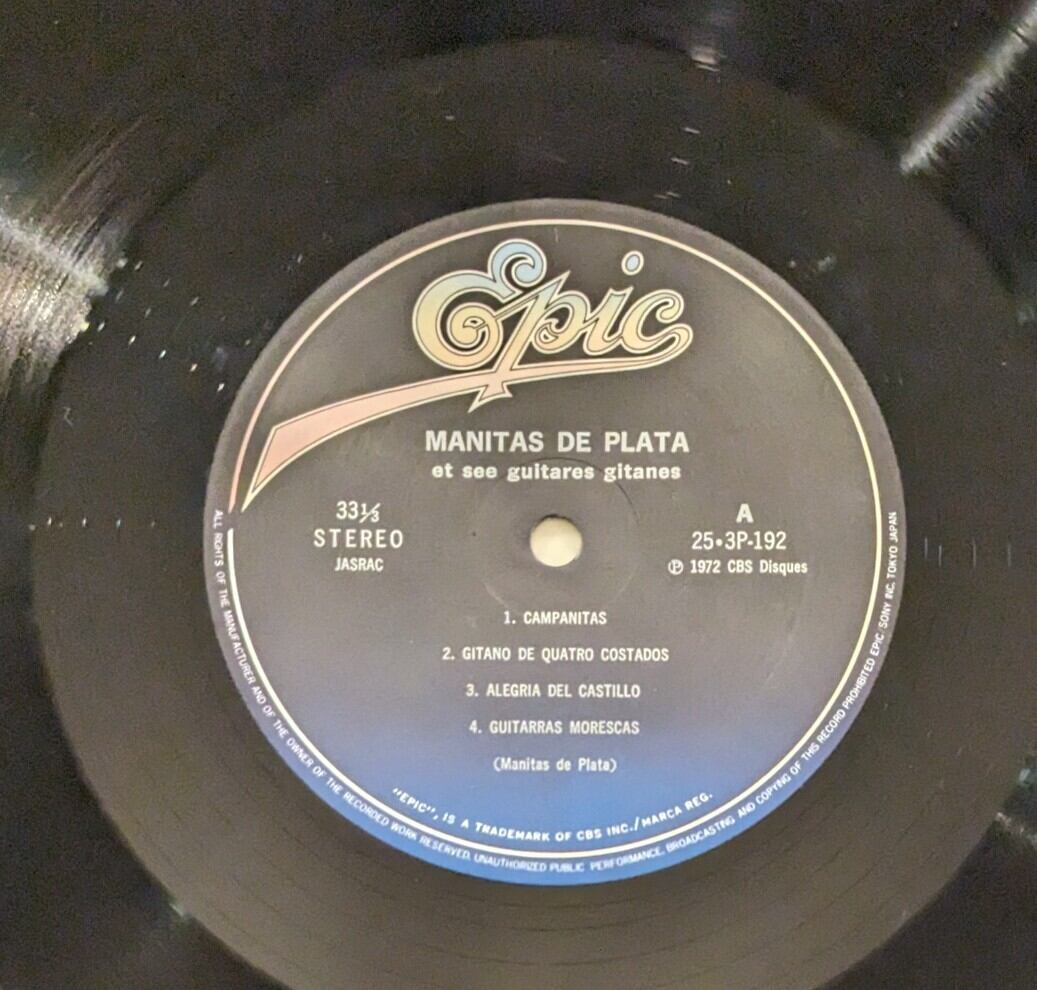 Epic
MANITAS DE PLATA
et see guitares gitanes
33⅓
STEREO
JASRAC
A
25•3P-192
℗ 1972 CBS Disques
1. CAMPANITAS
2. GITANO DE QUATRO COSTADOS
3. ALEGRIA DEL CASTILLO
4. GUITARRAS MORESCAS
(Manitas de Plata)
"EPIC", IS A TRADEMARK OF CBS INC./MARCA REG.
ALL RIGHTS OF THE MANUFACTURER AND OF THE OWNER OF THE RECORDED WORK RESERVED. UNAUTHORIZED PUBLIC PERFORMANCE, BROADCASTING AND COPYING OF THIS RECORD PROHIBITED EPIC/SONY INC. TOKYO JAPAN